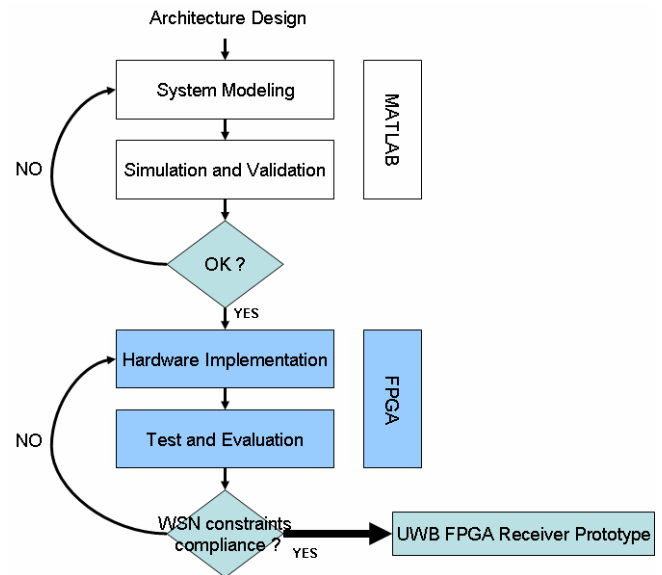 Architecture Design
System Modeling
MATLAB
Simulation and Validation
NO
OK ?
YES
Hardware Implementation
FPGA
Test and Evaluation
NO
WSN constraints
compliance ?
YES
UWB FPGA Receiver Prototype